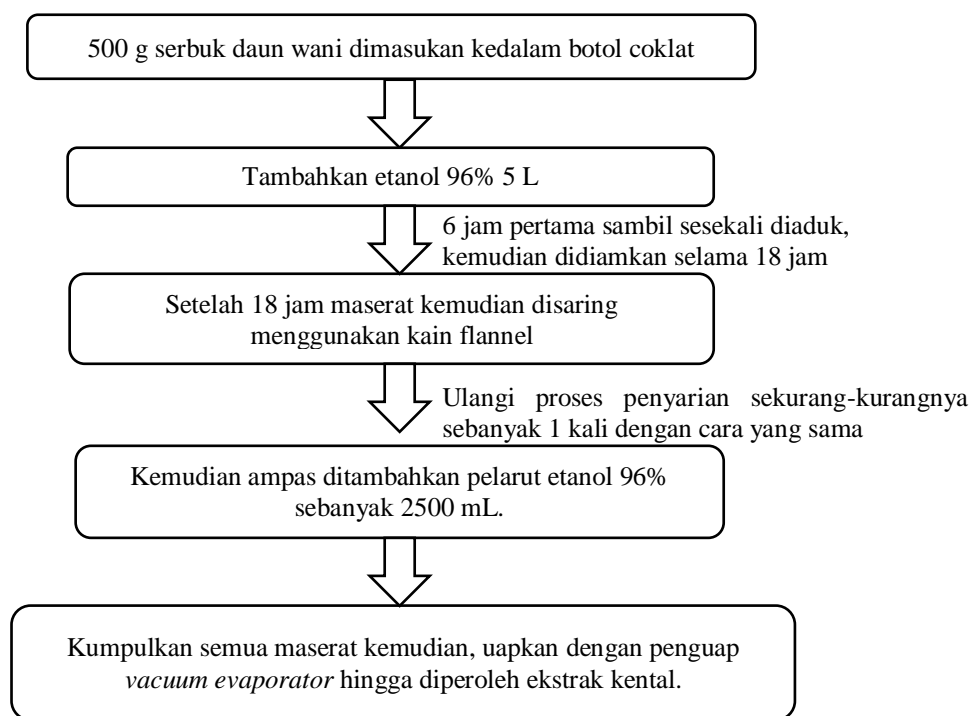 500 g serbuk daun wani dimasukan kedalam botol coklat
Tambahkan etanol 96% 5 L
6 jam pertama sambil sesekali diaduk,
kemudian didiamkan selama 18 jam
Setelah 18 jam maserat kemudian disaring
menggunakan kain flannel
Ulangi proses penyarian sekurang-kurangnya
sebanyak 1 kali dengan cara yang sama
Kemudian ampas ditambahkan pelarut etanol 96%
sebanyak 2500 mL.
Kumpulkan semua maserat kemudian, uapkan dengan penguap
vacuum evaporator hingga diperoleh ekstrak kental.